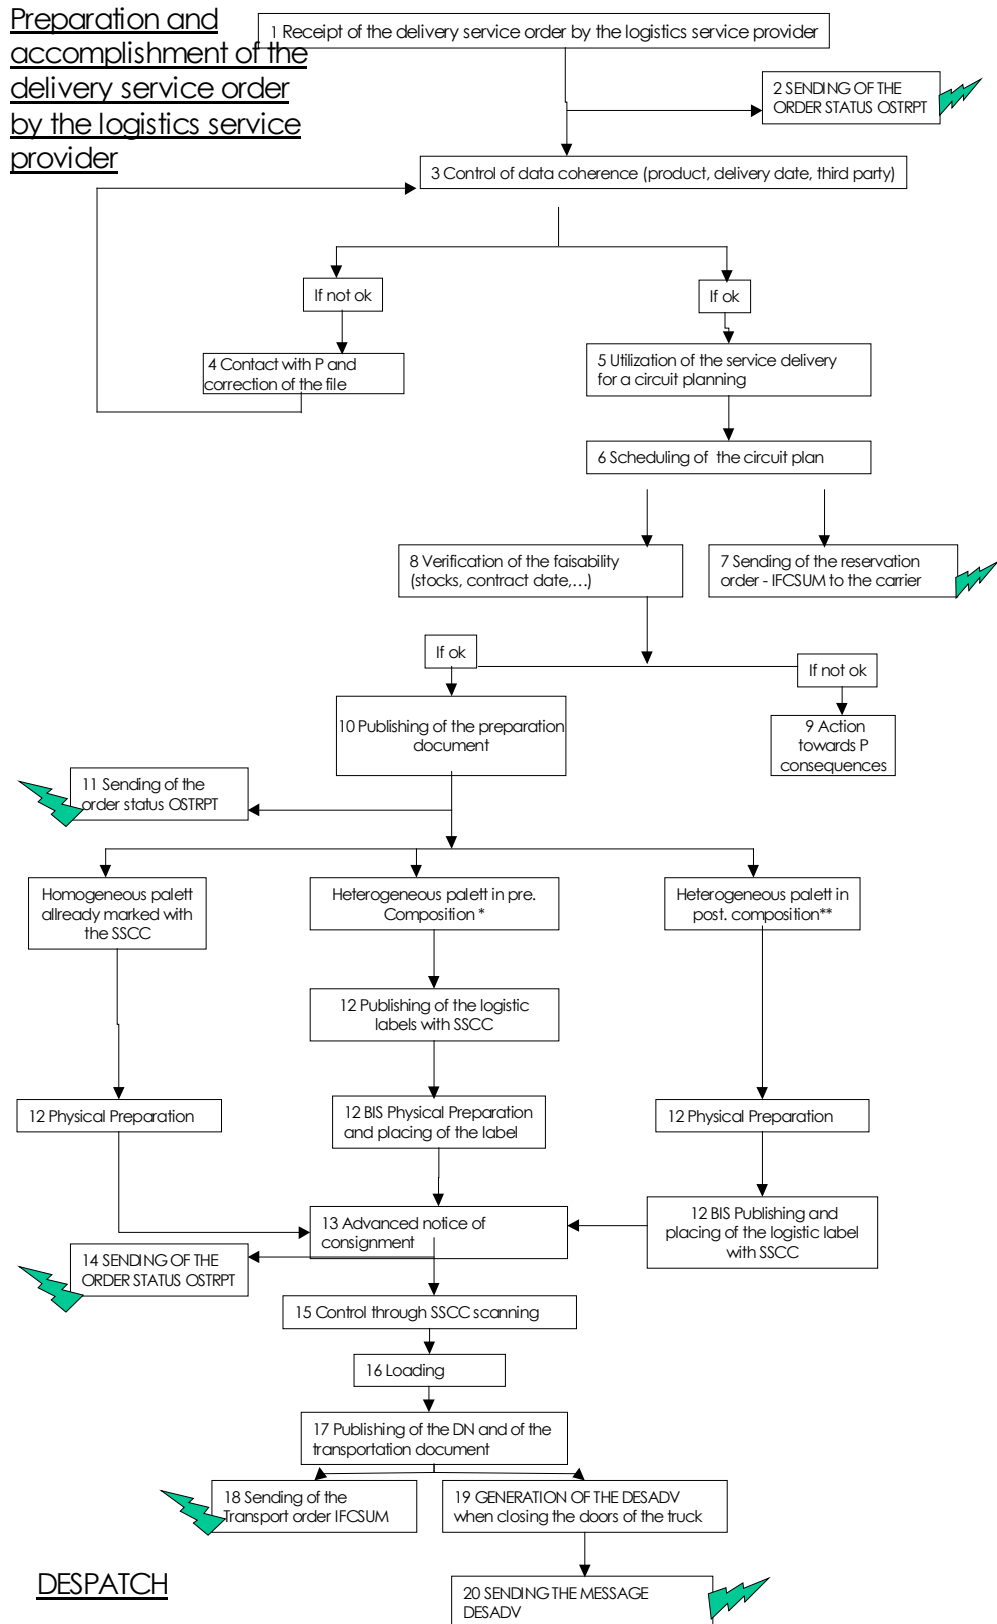 Preparation and
accomplishment of the
delivery service order
by the logistics service
provider
1 Receipt of the delivery service order by the logistics service provider
2 SENDING OF THE
ORDER STATUS OSTRPT
3 Control of data coherence (product, delivery date, third party)
If not ok
If ok
4 Contact with P and
correction of the file
5 Utilization of the service delivery
for a circuit planning
6 Scheduling of the circuit plan
8 Verification of the faisability
(stocks, contract date,...)
7 Sending of the reservation
order - IFCSUM to the carrier
If ok
If not ok
10 Publishing of the preparation
document
9 Action
towards P
consequences
11 Sending of the
order status OSTRPT
Homogeneous palett
allready marked with
the SSCC
Heterogeneous palett in pre.
Composition *
Heterogeneous palett in
post. composition**
12 Publishing of the logistic
labels with SSCC
12 Physical Preparation
12 BIS Physical Preparation
and placing of the label
12 Physical Preparation
13 Advanced notice of
consignment
12 BIS Publishing and
placing of the logistic label
with SSCC
14 SENDING OF THE
ORDER STATUS OSTRPT
15 Control through SSCC scanning
16 Loading
17 Publishing of the DN and of the
transportation document
18 Sending of the
Transport order IFCSUM
19 GENERATION OF THE DESADV
when closing the doors of the truck
DESPATCH
20 SENDING THE MESSAGE
DESADV